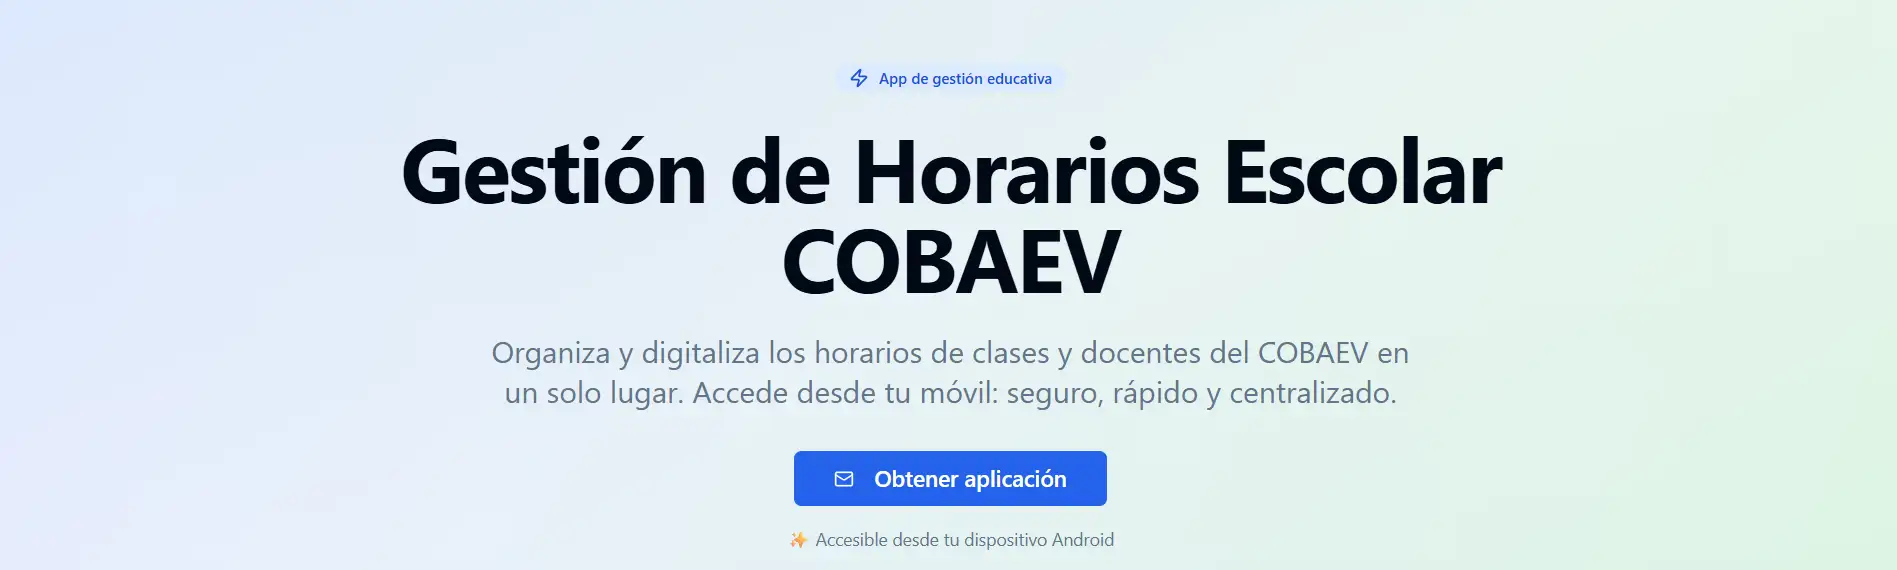 App de gestión educativa
Gestión de Horarios Escolar
COBAEV
Organiza y digitaliza los horarios de clases y docentes del COBAEV en
un solo lugar. Accede desde tu móvil: seguro, rápido y centralizado.
Obtener aplicación
✨ Accesible desde tu dispositivo Android